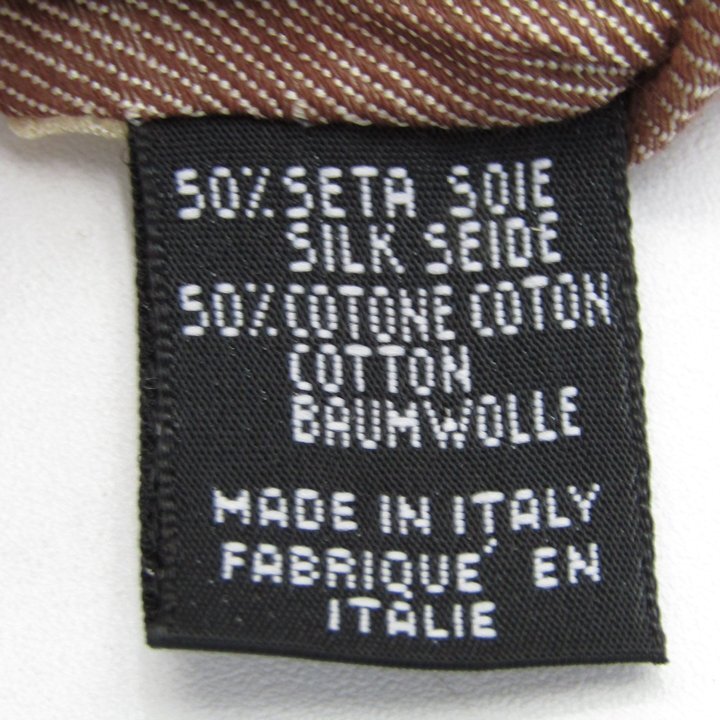 50% SETA SOIE
SILK SEIDE
50% COTONE COTON
COTTON
BAUMWOLLE
MADE IN ITALY
FABRIQUE' EN
ITALIE